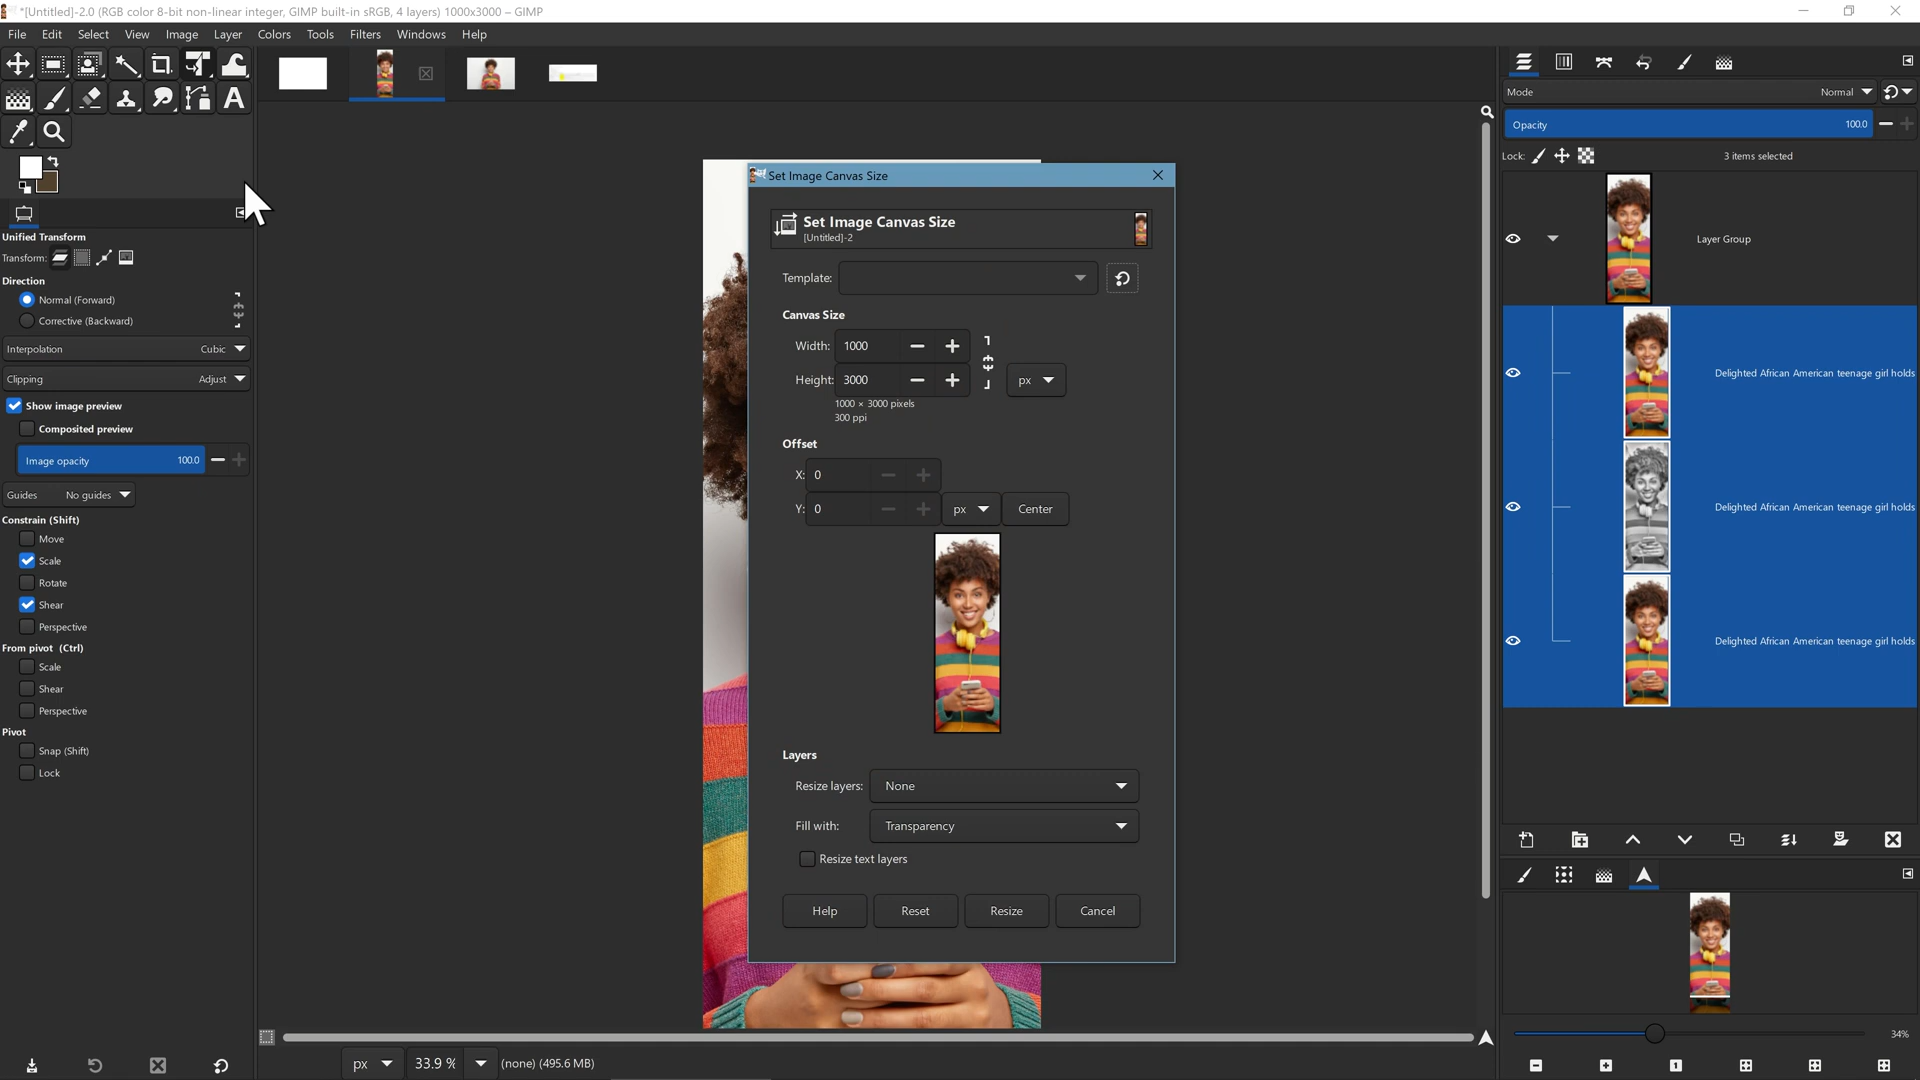 *[Untitled]-2.0 (RGB color 8-bit non-linear integer, GIMP built-in sRGB, 4 layers) 1000x3000 – GIMP
File Edit Select View Image Layer Colors Tools Filters Windows Help
Unified Transform
Transform:
Direction
Normal (Forward)
Corrective (Backward)
Interpolation Cubic
Clipping Adjust
Show image preview
Composited preview
Image opacity 100.0
Guides No guides
Constrain (Shift)
Move
Scale
Rotate
Shear
Perspective
From pivot (Ctrl)
Scale
Shear
Perspective
Pivot
Snap (Shift)
Lock
Set Image Canvas Size
Set Image Canvas Size
[Untitled]-2
Template:
Canvas Size
Width: 1000
Height: 3000 px
1000 × 3000 pixels
300 ppi
Offset
X: 0
Y: 0 px Center
Layers
Resize layers: None
Fill with: Transparency
Resize text layers
Help Reset Resize Cancel
px 33.9 % (none) (495.6 MB)
Mode Normal
Opacity 100.0
Lock: 3 items selected
Layer Group
Delighted African American teenage girl holds
Delighted African American teenage girl holds
Delighted African American teenage girl holds
34%
1